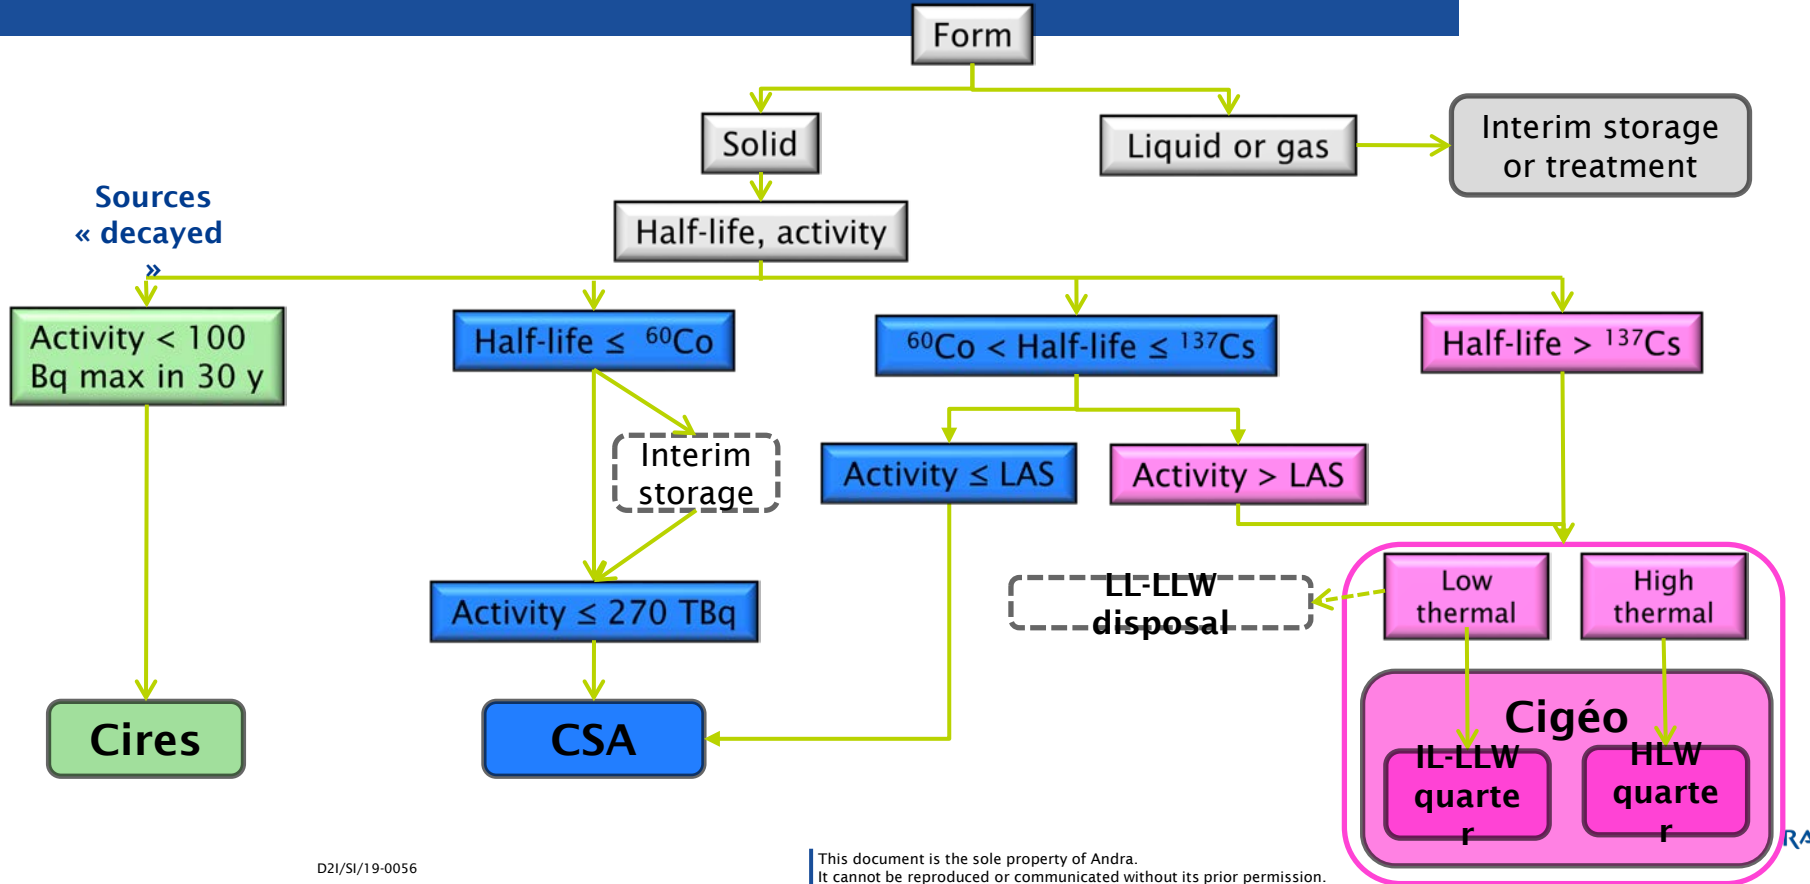 Form
Solid
Liquid or gas
Interim storage
or treatment
Sources
« decayed
»
Half-life, activity
Activity < 100
Bq max in 30 y
Half-life ≤ ⁶⁰Co
⁶⁰Co < Half-life ≤ ¹³⁷Cs
Half-life > ¹³⁷Cs
Interim
storage
Activity ≤ LAS
Activity > LAS
Activity ≤ 270 TBq
LL-LLW
disposal
Low
thermal
High
thermal
Cires
CSA
Cigéo
IL-LLW
quarte
r
HLW
quarte
r
D2I/SI/19-0056
This document is the sole property of Andra.
It cannot be reproduced or communicated without its prior permission.